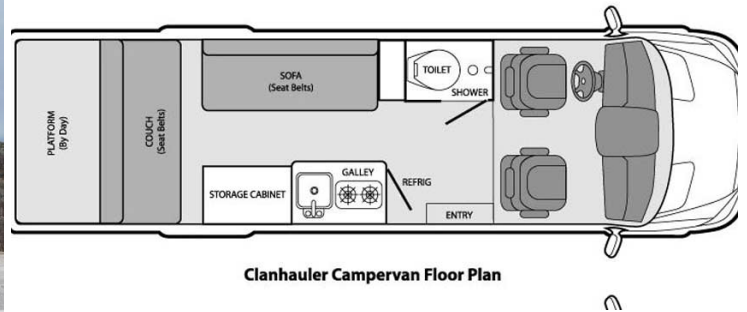 PLATFORM
(By Day)
COUCH
(Seat Belts)
SOFA
(Seat Belts)
TOILET
SHOWER
STORAGE CABINET
GALLEY
REFRIG
ENTRY
Clanhauler Campervan Floor Plan